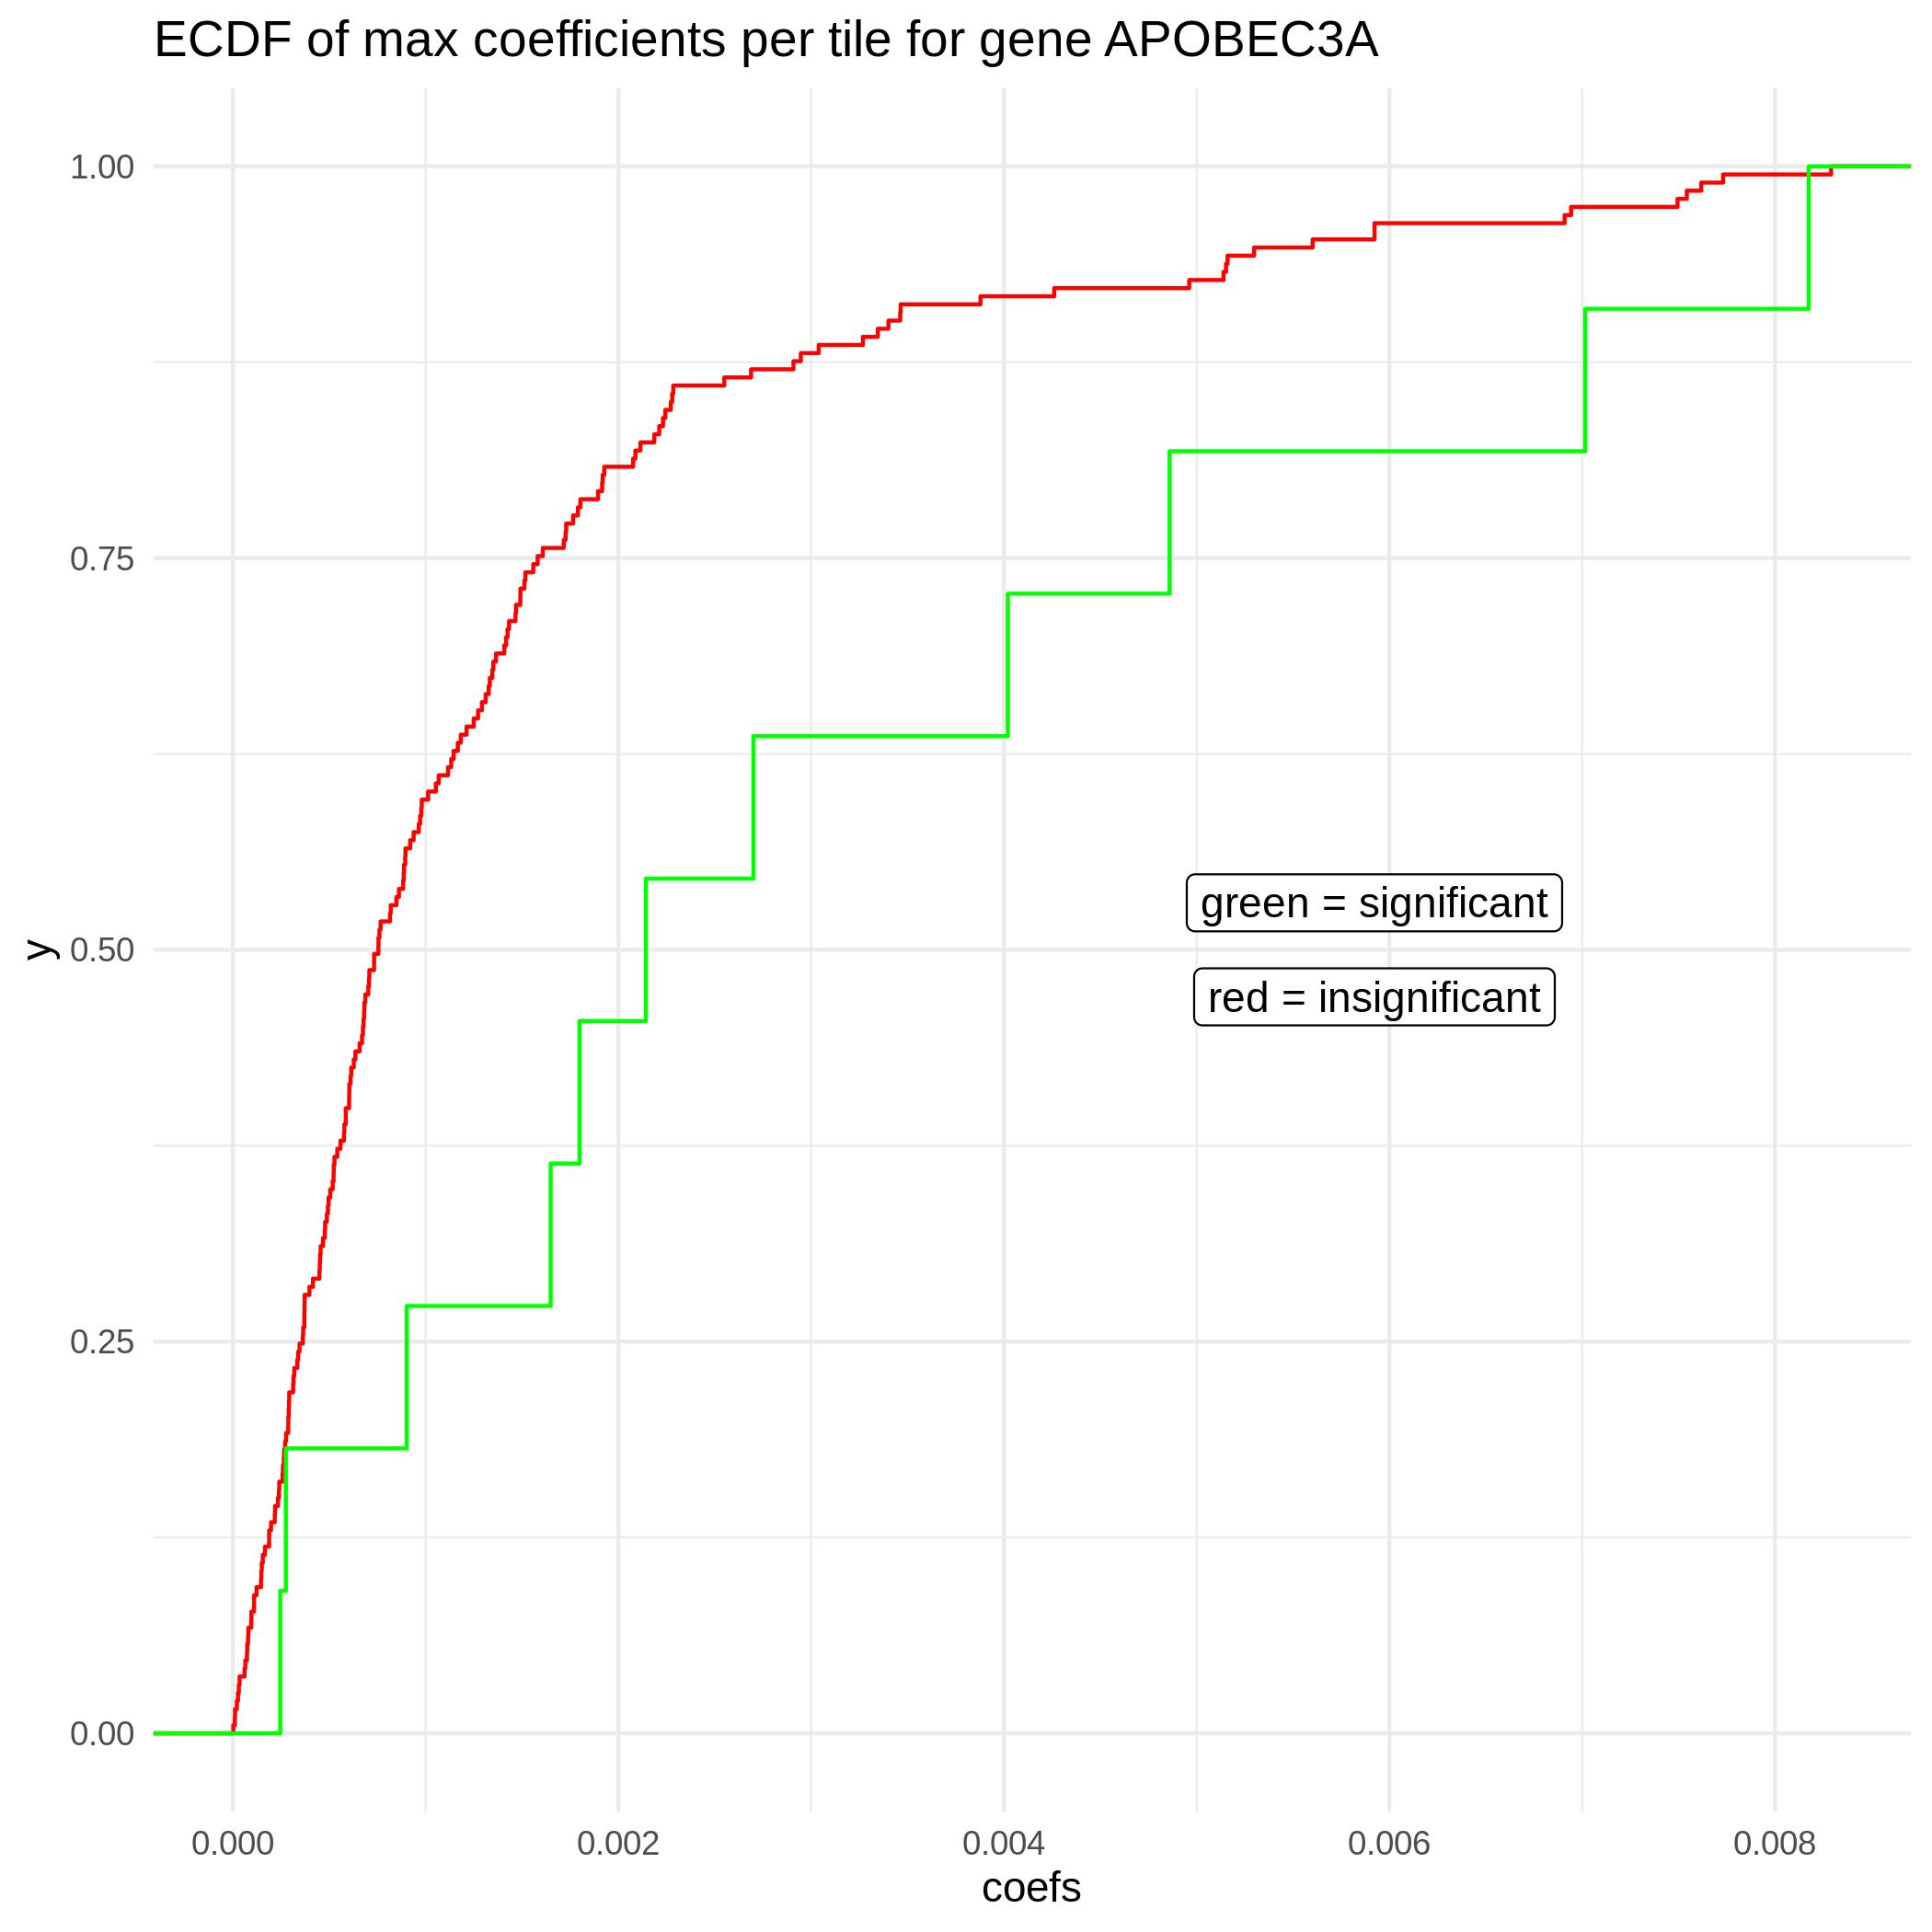 ECDF of max coefficients per tile for gene APOBEC3A
1.00
0.75
0.50
0.25
0.00
y
green = significant
red = insignificant
0.000 0.002 0.004 0.006 0.008
coefs